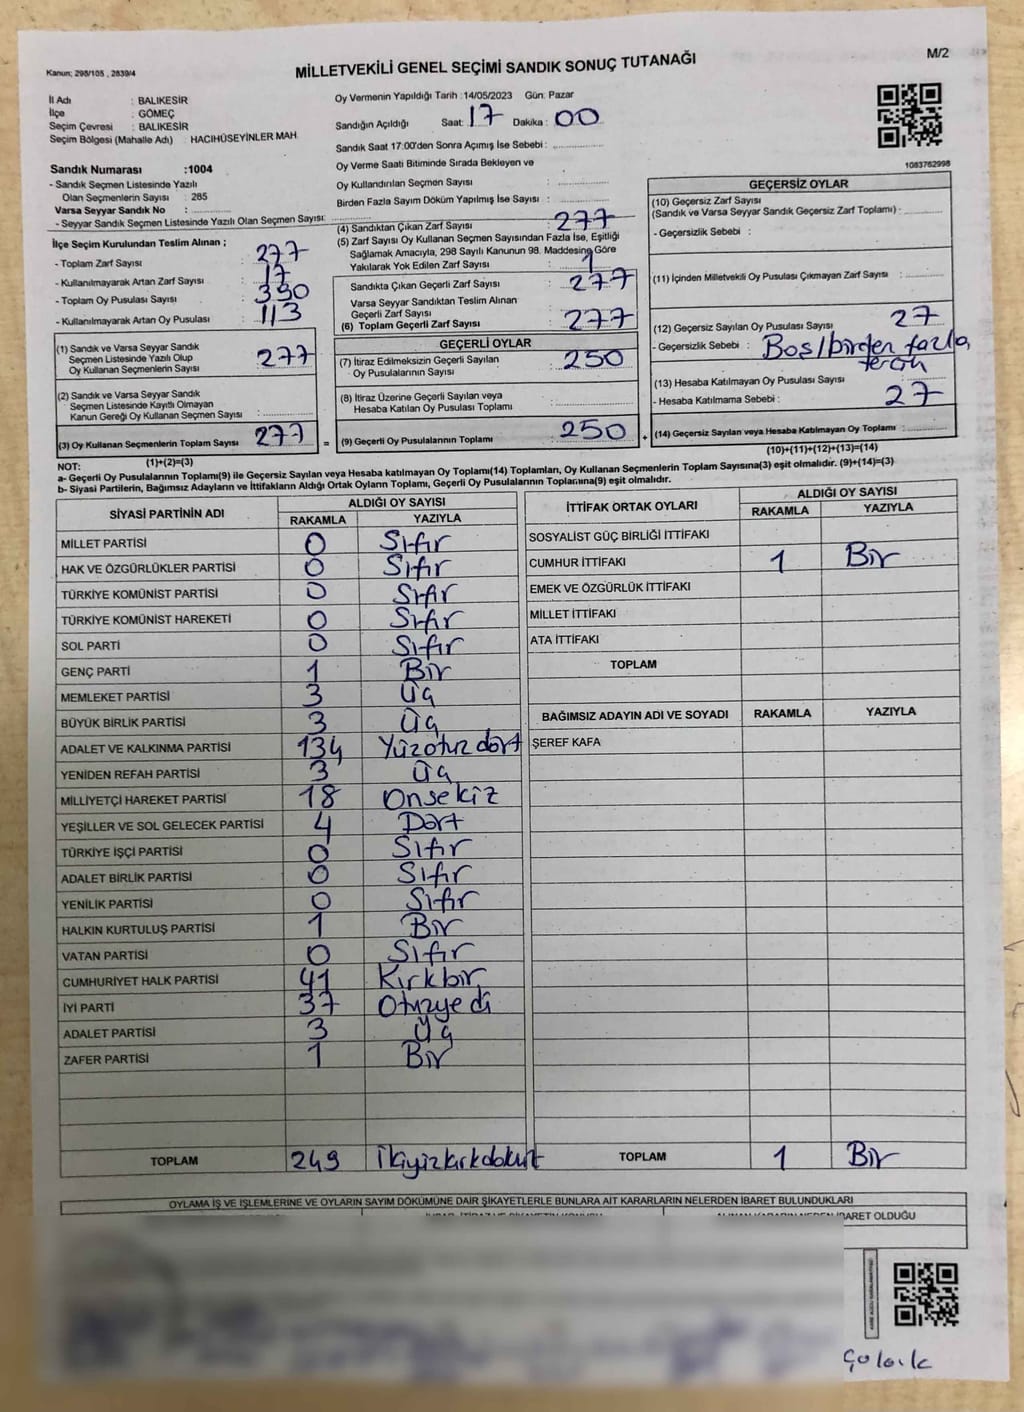 Kanun: 298/105 , 2839/4
M/2
MİLLETVEKİLİ GENEL SEÇİMİ SANDIK SONUÇ TUTANAĞI
İl Adı : BALIKESİR
İlçe : GÖMEÇ
Seçim Çevresi : BALIKESİR
Seçim Bölgesi (Mahalle Adı) : HACIHÜSEYİNLER MAH.
Sandık Numarası :1004
- Sandık Seçmen Listesinde Yazılı
Olan Seçmenlerin Sayısı : 285
Varsa Seyyar Sandık No :
- Seyyar Sandık Seçmen Listesinde Yazılı Olan Seçmen Sayısı:
İlçe Seçim Kurulundan Teslim Alınan ;
- Toplam Zarf Sayısı : 277
- Kullanılmayarak Artan Zarf Sayısı : 17
- Toplam Oy Pusulası Sayısı : 390
- Kullanılmayarak Artan Oy Pusulası : 113
(1) Sandık ve Varsa Seyyar Sandık
Seçmen Listesinde Yazılı Olup
Oy Kullanan Seçmenlerin Sayısı : 277
(2) Sandık ve Varsa Seyyar Sandık
Seçmen Listesinde Kayıtlı Olmayan
Kanun Gereği Oy Kullanan Seçmen Sayısı :
(3) Oy Kullanan Seçmenlerin Toplam Sayısı 277 =
(1)+(2)=(3)
Oy Vermenin Yapıldığı Tarih :14/05/2023 Gün: Pazar
Sandığın Açıldığı Saat: 17 Dakika : 00
Sandık Saat 17:00'den Sonra Açımış İse Sebebi :
Oy Verme Saati Bitiminde Sırada Bekleyen ve
Oy Kullandırılan Seçmen Sayısı :
Birden Fazla Sayım Döküm Yapılmış İse Sayısı :
(4) Sandıktan Çıkan Zarf Sayısı : 277
(5) Zarf Sayısı Oy Kullanan Seçmen Sayısından Fazla İse, Eşitliği
Sağlamak Amacıyla, 298 Sayılı Kanunun 98. Maddesine Göre
Yakılarak Yok Edilen Zarf Sayısı :
Sandıkta Çıkan Geçerli Zarf Sayısı : 277
Varsa Seyyar Sandıktan Teslim Alınan
Geçerli Zarf Sayısı :
(6) Toplam Geçerli Zarf Sayısı : 277
GEÇERLİ OYLAR
(7) İtiraz Edilmeksizin Geçerli Sayılan
Oy Pusulalarının Sayısı : 250
(8) İtiraz Üzerine Geçerli Sayılan veya
Hesaba Katılan Oy Pusulası Toplamı :
(9) Geçerli Oy Pusulalarının Toplamı : 250 +
1083762998
GEÇERSİZ OYLAR
(10) Geçersiz Zarf Sayısı
(Sandık ve Varsa Seyyar Sandık Geçersiz Zarf Toplamı) :
- Geçersizlik Sebebi :
(11) İçinden Milletvekili Oy Pusulası Çıkmayan Zarf Sayısı :
(12) Geçersiz Sayılan Oy Pusulası Sayısı : 27
- Geçersizlik Sebebi : Boş/birden fazla
(13) Hesaba Katılmayan Oy Pusulası Sayısı
- Hesaba Katılmama Sebebi : 27
(14) Geçersiz Sayılan veya Hesaba Katılmayan Oy Toplamı :
(10)+(11)+(12)+(13)=(14)
NOT:
a- Geçerli Oy Pusulalarının Toplamı(9) ile Geçersiz Sayılan veya Hesaba katılmayan Oy Toplamı(14) Toplamları, Oy Kullanan Seçmenlerin Toplam Sayısına(3) eşit olmalıdır. (9)+(14)=(3)
b- Siyasi Partilerin, Bağımsız Adayların ve İttifakların Aldığı Ortak Oyların Toplamı, Geçerli Oy Pusulalarının Toplamına(9) eşit olmalıdır.
SİYASİ PARTİNİN ADI ALDIĞI OY SAYISI
RAKAMLA YAZIYLA
MİLLET PARTİSİ 0 Sıfır
HAK VE ÖZGÜRLÜKLER PARTİSİ 0 Sıfır
TÜRKİYE KOMÜNİST PARTİSİ 0 Sıfır
TÜRKİYE KOMÜNİST HAREKETİ 0 Sıfır
SOL PARTİ 0 Sıfır
GENÇ PARTİ 1 Bir
MEMLEKET PARTİSİ 3 Üç
BÜYÜK BİRLİK PARTİSİ 3 Üç
ADALET VE KALKINMA PARTİSİ 134 Yüzotuzdört
YENİDEN REFAH PARTİSİ 3 Üç
MİLLİYETÇİ HAREKET PARTİSİ 18 Onsekiz
YEŞİLLER VE SOL GELECEK PARTİSİ 4 Dört
TÜRKİYE İŞÇİ PARTİSİ 0 Sıfır
ADALET BİRLİK PARTİSİ 0 Sıfır
YENİLİK PARTİSİ 0 Sıfır
HALKIN KURTULUŞ PARTİSİ 1 Bir
VATAN PARTİSİ 0 Sıfır
CUMHURİYET HALK PARTİSİ 41 Kırkbir
İYİ PARTİ 37 Otuzyedi
ADALET PARTİSİ 3 Üç
ZAFER PARTİSİ 1 Bir
TOPLAM 249 İkiyüzkırkdokuz
İTTİFAK ORTAK OYLARI ALDIĞI OY SAYISI
RAKAMLA YAZIYLA
SOSYALİST GÜÇ BİRLİĞİ İTTİFAKI
CUMHUR İTTİFAKI 1 Bir
EMEK VE ÖZGÜRLÜK İTTİFAKI
MİLLET İTTİFAKI
ATA İTTİFAKI
TOPLAM
BAĞIMSIZ ADAYIN ADI VE SOYADI RAKAMLA YAZIYLA
ŞEREF KAFA
TOPLAM 1 Bir
OYLAMA İŞ VE İŞLEMLERİNE VE OYLARIN SAYIM DÖKÜMÜNE DAİR ŞİKAYETLERLE BUNLARA AİT KARARLARIN NELERDEN İBARET BULUNDUKLARI
İBARET OLDUĞU